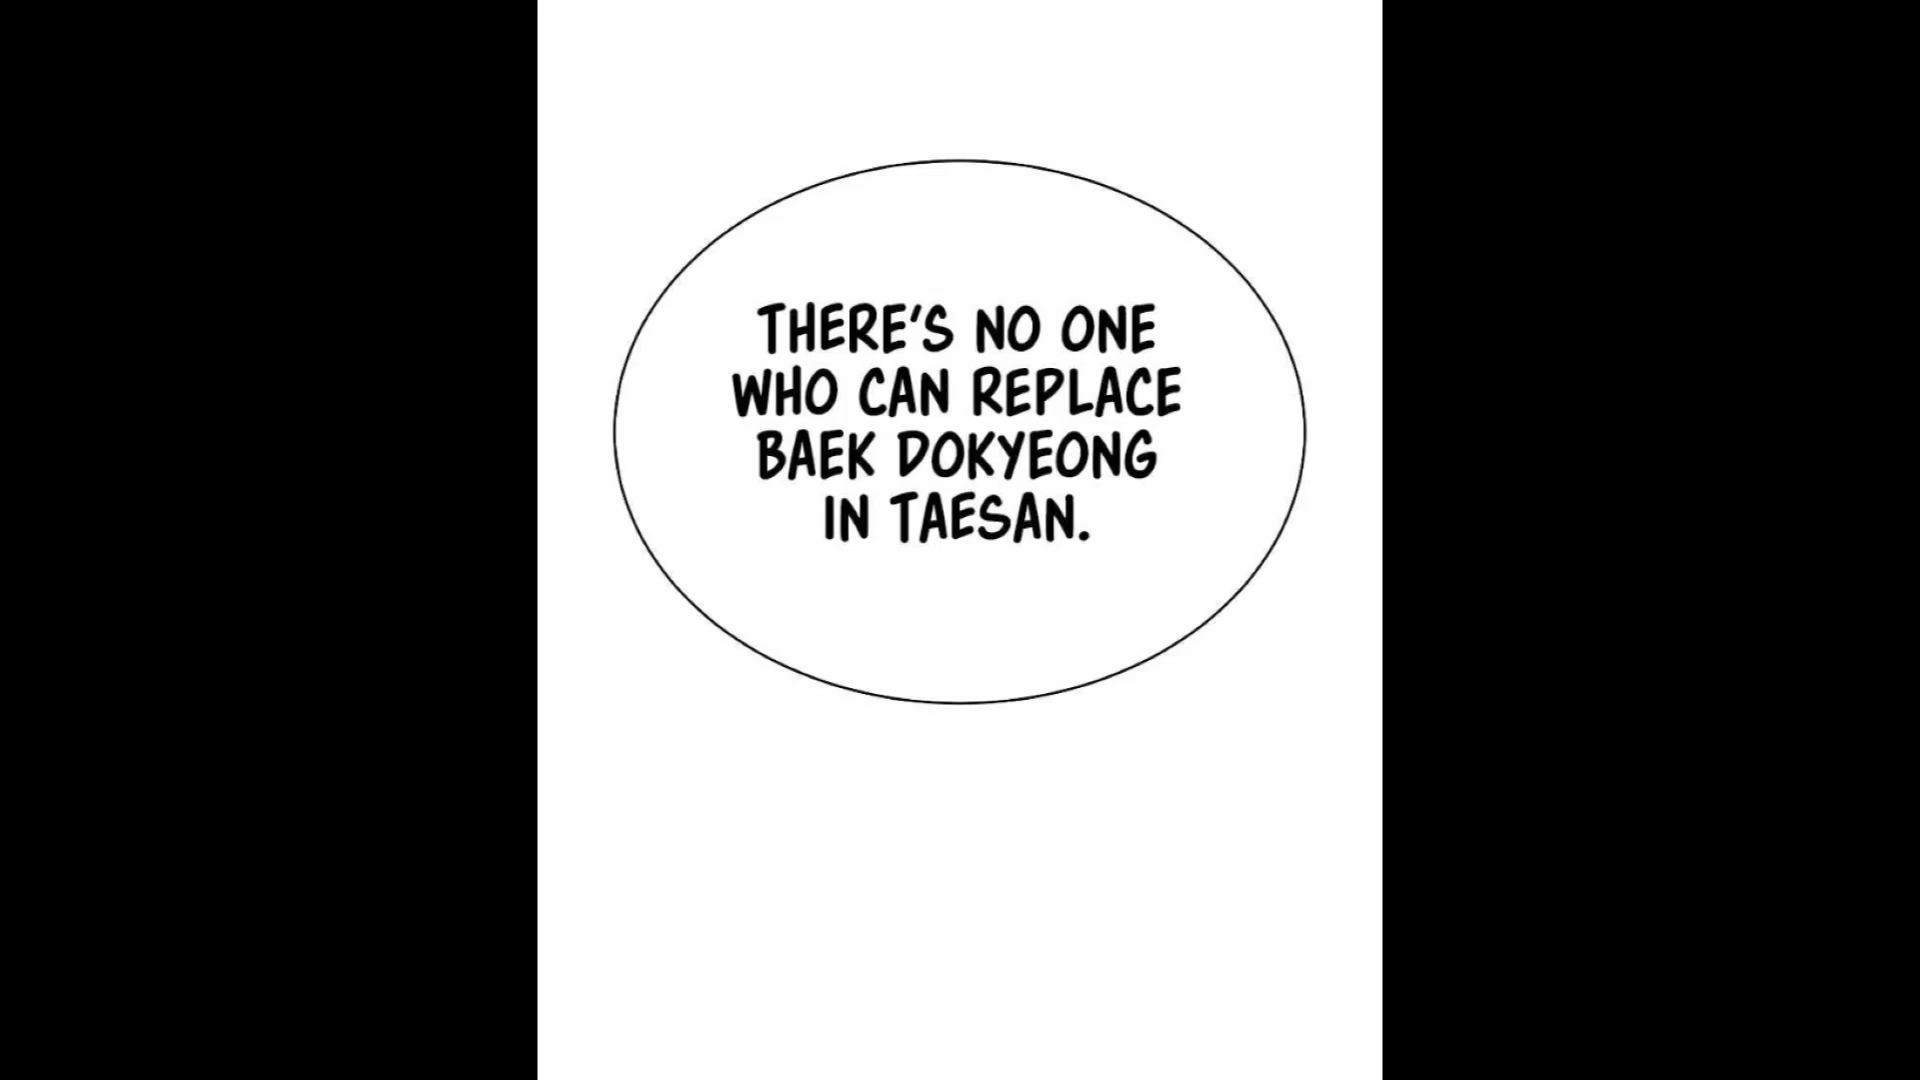 THERE'S NO ONE
WHO CAN REPLACE
BAEK DOKYEONG
IN TAESAN.